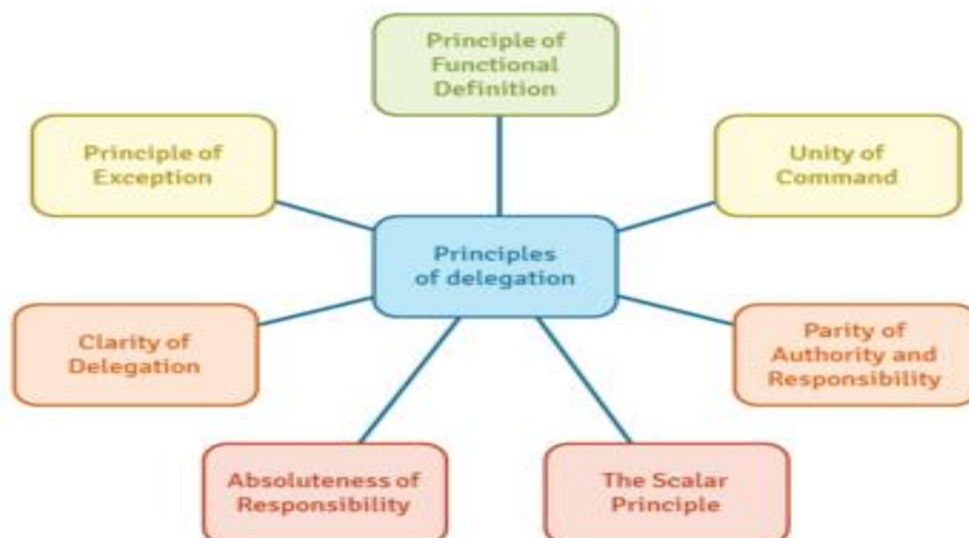 Principle of
Functional
Definition
Principle of
Exception
Unity of
Command
Principles
of delegation
Clarity of
Delegation
Parity of
Authority and
Responsibility
Absoluteness of
Responsibility
The Scalar
Principle